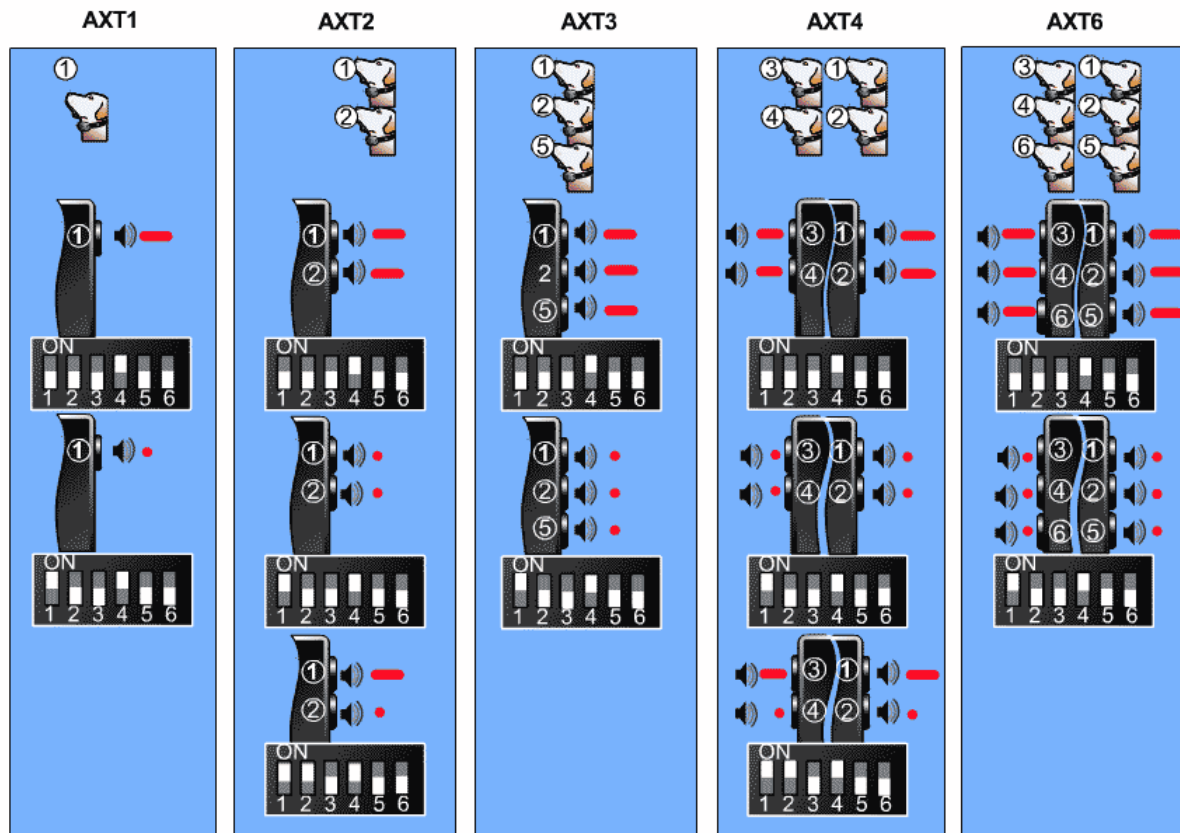 AXT1 AXT2 AXT3 AXT4 AXT6
1 1 1 3 1 3 1
2 2 4 2 4 2
5 6 5
1 1 1 3 1 3 1
2 2 4 2 4 2
5 6 5
ON ON ON ON ON
1 2 3 4 5 6 1 2 3 4 5 6 1 2 3 4 5 6 1 2 3 4 5 6 1 2 3 4 5 6
1 1 1 3 1 3 1
2 2 4 2 4 2
5 6 5
ON ON ON ON ON
1 2 3 4 5 6 1 2 3 4 5 6 1 2 3 4 5 6 1 2 3 4 5 6 1 2 3 4 5 6
1 3 1
2 4 2
ON ON
1 2 3 4 5 6 1 2 3 4 5 6